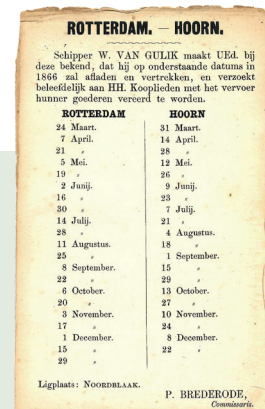 ROTTERDAM. — HOORN.
Schipper W. VAN GULIK maakt UEd. bij
deze bekend, dat hij op onderstaande datums in
1866 zal afladen en vertrekken, en verzoekt
beleefdelijk aan HH. Kooplieden met het vervoer
hunner goederen vereerd te worden.
ROTTERDAM HOORN
24 Maart. 31 Maart.
7 April. 14 April.
21 „ 28 „
5 Mei. 12 Mei.
19 „ 26 „
2 Junij. 9 Junij.
16 „ 23 „
30 „ 7 Julij.
14 Julij. 21 „
28 „ 4 Augustus.
11 Augustus. 18 „
25 „ 1 September.
8 September. 15 „
22 „ 29 „
6 October. 13 October.
20 „ 27 „
3 November. 10 November.
17 „ 24 „
1 December. 8 December.
15 „ 22 „
29 „
Ligplaats: NOORDBLAAK.
P. BREDERODE,
Commissaris.